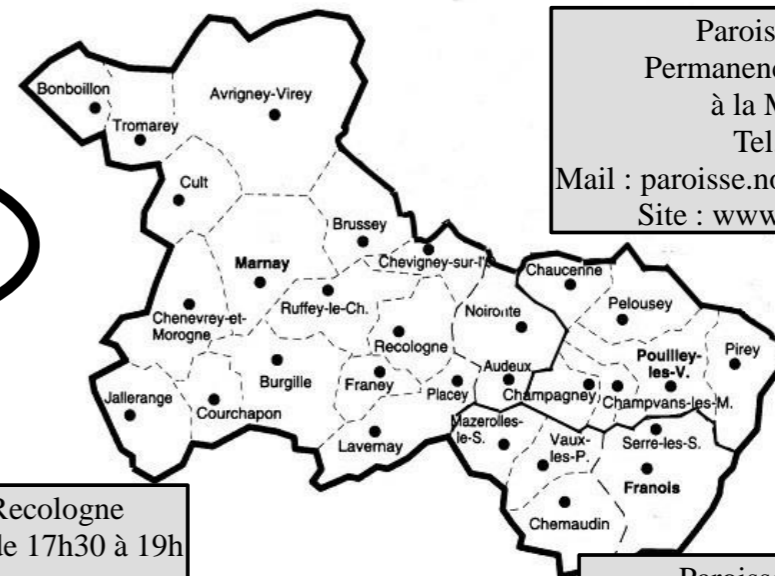 Parois
Permanenc
à la M
Tel
Mail : paroisse.no
Site : www
Bonboillon
Tromarey
Avrigney-Virey
Cult
Brussey
Marnay
Chevigney-sur-l'
Chaucenne
Pelousey
Chenevrey-et-
Morogne
Ruffey-le-Ch.
Noironte
Recologne
Pouilley-
les-V.
Pirey
Burgille
Franey
Audeux
Jallerange
Courchapon
Placey
Champagney
Champvans-les-M.
Mazerolles-
le-S.
Lavernay
Vaux-
les-P.
Serre-les-S.
Franois
Chemaudin
Recologne
de 17h30 à 19h
Paroiss